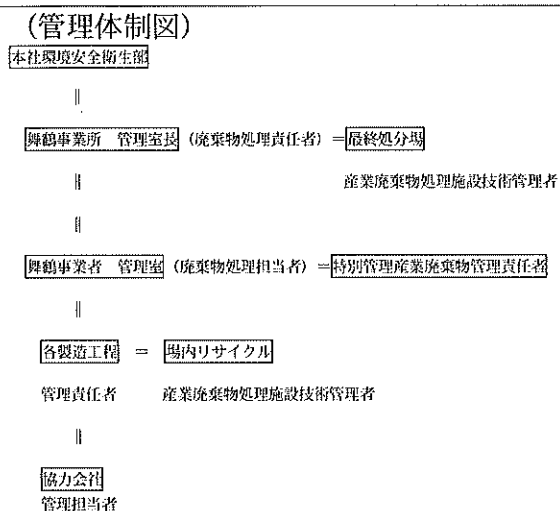 (管理体制図)
本社環境安全衛生部
||
舞鶴事業所 管理室長 (廃棄物処理責任者) =最終処分場
|| 産業廃棄物処理施設技術管理者
||
舞鶴事業者 管理室 (廃棄物処理担当者) =特別管理産業廃棄物管理責任者
||
各製造工程 = 場内リサイクル
管理責任者 産業廃棄物処理施設技術管理者
||
協力会社
管理担当者